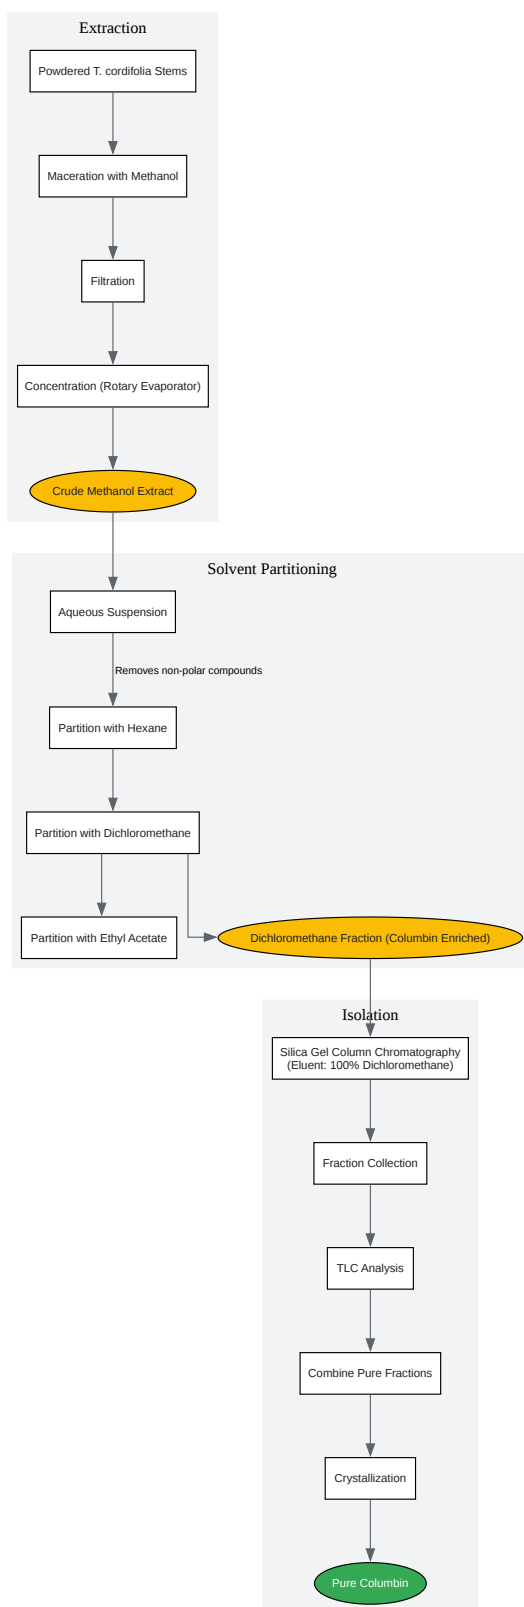 Extraction
Powdered T. cordifolia Stems
Maceration with Methanol
Filtration
Concentration (Rotary Evaporator)
Crude Methanol Extract
Solvent Partitioning
Aqueous Suspension
Removes non-polar compounds
Partition with Hexane
Partition with Dichloromethane
Partition with Ethyl Acetate
Dichloromethane Fraction (Columbin Enriched)
Isolation
Silica Gel Column Chromatography
(Eluent: 100% Dichloromethane)
Fraction Collection
TLC Analysis
Combine Pure Fractions
Crystallization
Pure Columbin